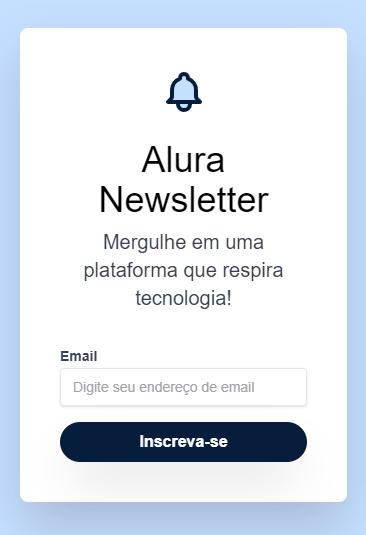 Alura
Newsletter
Mergulhe em uma
plataforma que respira
tecnologia!
Email
Digite seu endereço de email
Inscreva-se